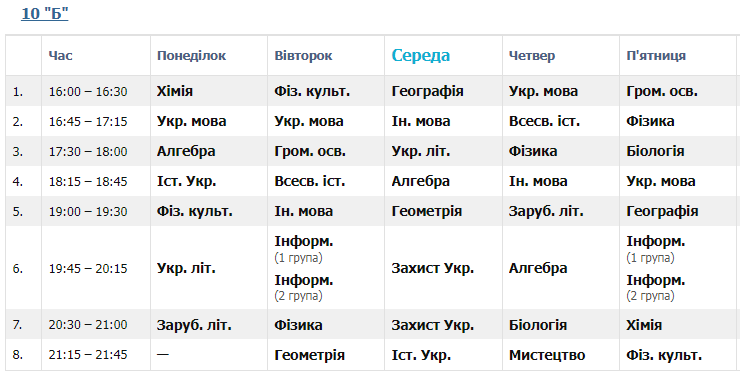 10 "Б"
Час Понеділок Вівторок Середа Четвер П'ятниця
1. 16:00 – 16:30 Хімія Фіз. культ. Географія Укр. мова Гром. осв.
2. 16:45 – 17:15 Укр. мова Укр. мова Ін. мова Всесв. іст. Фізика
3. 17:30 – 18:00 Алгебра Гром. осв. Укр. літ. Фізика Біологія
4. 18:15 – 18:45 Іст. Укр. Всесв. іст. Алгебра Ін. мова Укр. мова
5. 19:00 – 19:30 Фіз. культ. Ін. мова Геометрія Заруб. літ. Географія
6. 19:45 – 20:15 Укр. літ. Інформ. (1 група) Інформ. (2 група) Захист Укр. Алгебра Інформ. (1 група) Інформ. (2 група)
7. 20:30 – 21:00 Заруб. літ. Фізика Захист Укр. Біологія Хімія
8. 21:15 – 21:45 — Геометрія Іст. Укр. Мистецтво Фіз. культ.